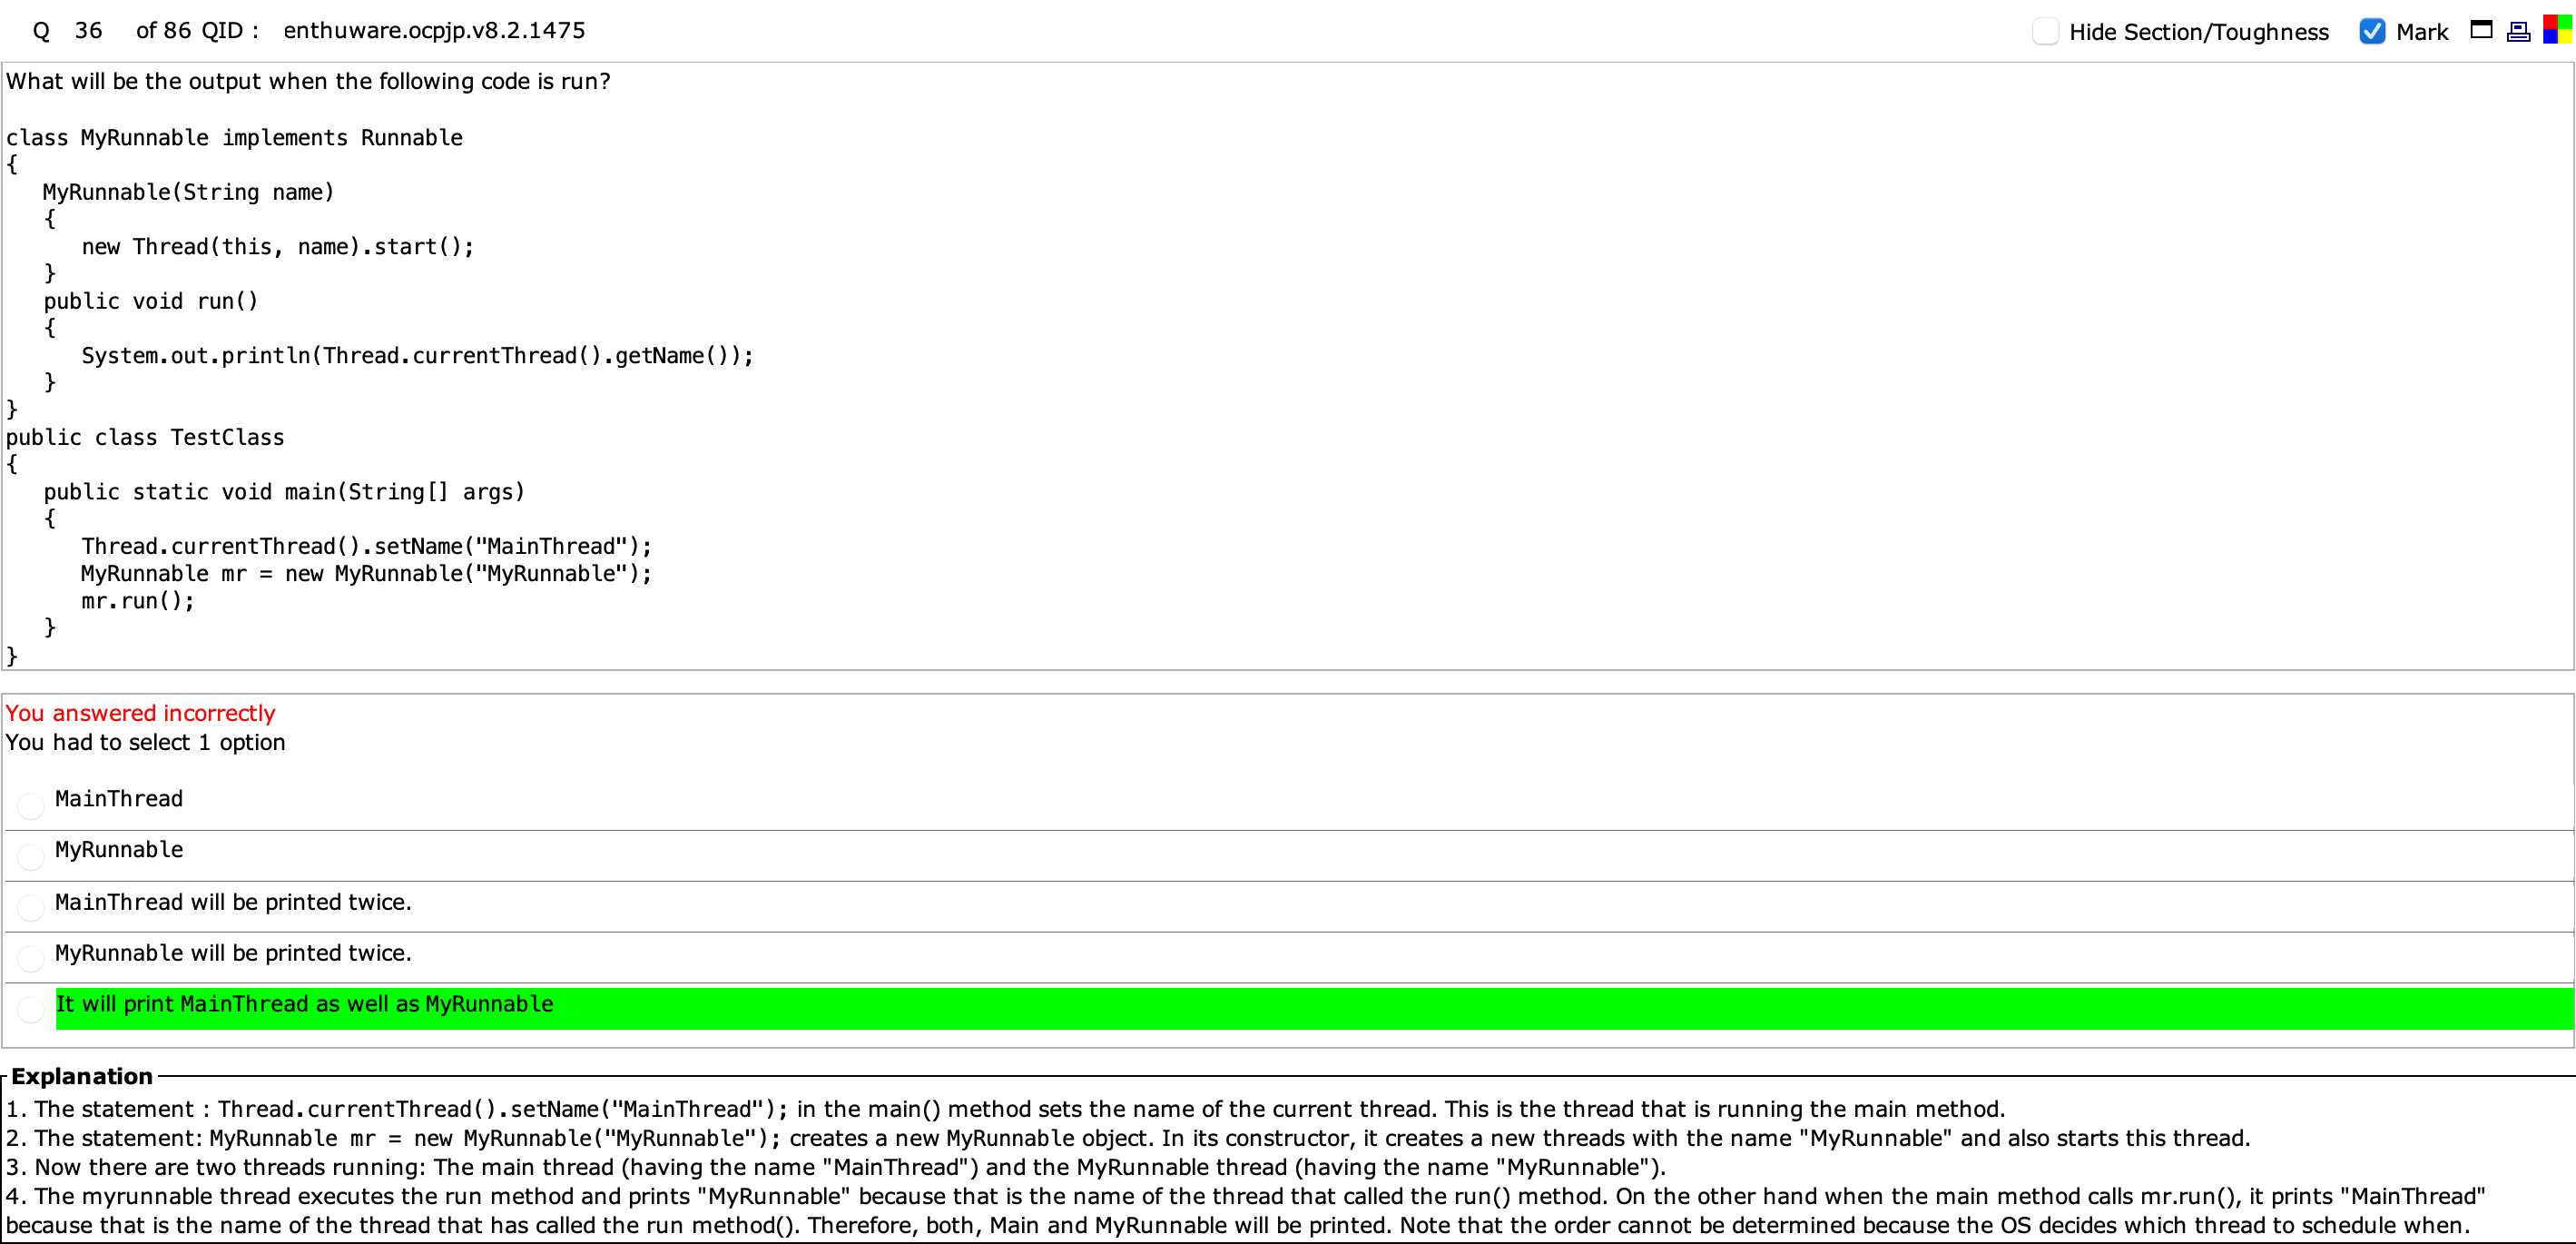 Q 36 of 86 QID : enthuware.ocpjp.v8.2.1475 Hide Section/Toughness Mark
What will be the output when the following code is run?
class MyRunnable implements Runnable
{
MyRunnable(String name)
{
new Thread(this, name).start();
}
public void run()
{
System.out.println(Thread.currentThread().getName());
}
}
public class TestClass
{
public static void main(String[] args)
{
Thread.currentThread().setName("MainThread");
MyRunnable mr = new MyRunnable("MyRunnable");
mr.run();
}
}
You answered incorrectly
You had to select 1 option
MainThread
MyRunnable
MainThread will be printed twice.
MyRunnable will be printed twice.
It will print MainThread as well as MyRunnable
Explanation
1. The statement : Thread.currentThread().setName("MainThread"); in the main() method sets the name of the current thread. This is the thread that is running the main method.
2. The statement: MyRunnable mr = new MyRunnable("MyRunnable"); creates a new MyRunnable object. In its constructor, it creates a new threads with the name "MyRunnable" and also starts this thread.
3. Now there are two threads running: The main thread (having the name "MainThread") and the MyRunnable thread (having the name "MyRunnable").
4. The myrunnable thread executes the run method and prints "MyRunnable" because that is the name of the thread that called the run() method. On the other hand when the main method calls mr.run(), it prints "MainThread"
because that is the name of the thread that has called the run method(). Therefore, both, Main and MyRunnable will be printed. Note that the order cannot be determined because the OS decides which thread to schedule when.